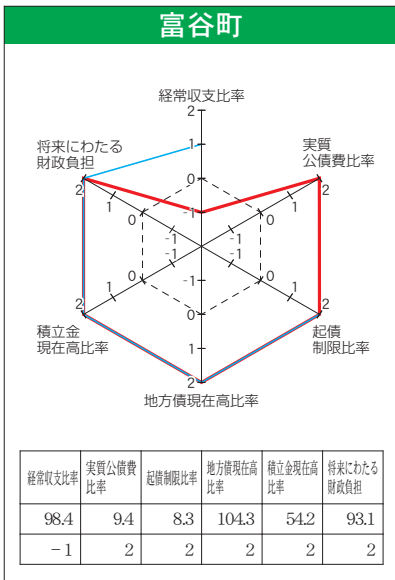 富谷町
経常収支比率
2
1
0
-1
実質
公債費比率
2
1
0
-1
起債
制限比率
2
1
0
-1
地方債現在高比率
2
1
0
-1
積立金
現在高比率
2
1
0
-1
将来にわたる
財政負担
2
1
0
-1
経常収支比率 実質公債費比率 起債制限比率 地方債現在高比率 積立金現在高比率 将来にわたる財政負担
98.4 9.4 8.3 104.3 54.2 93.1
-1 2 2 2 2 2